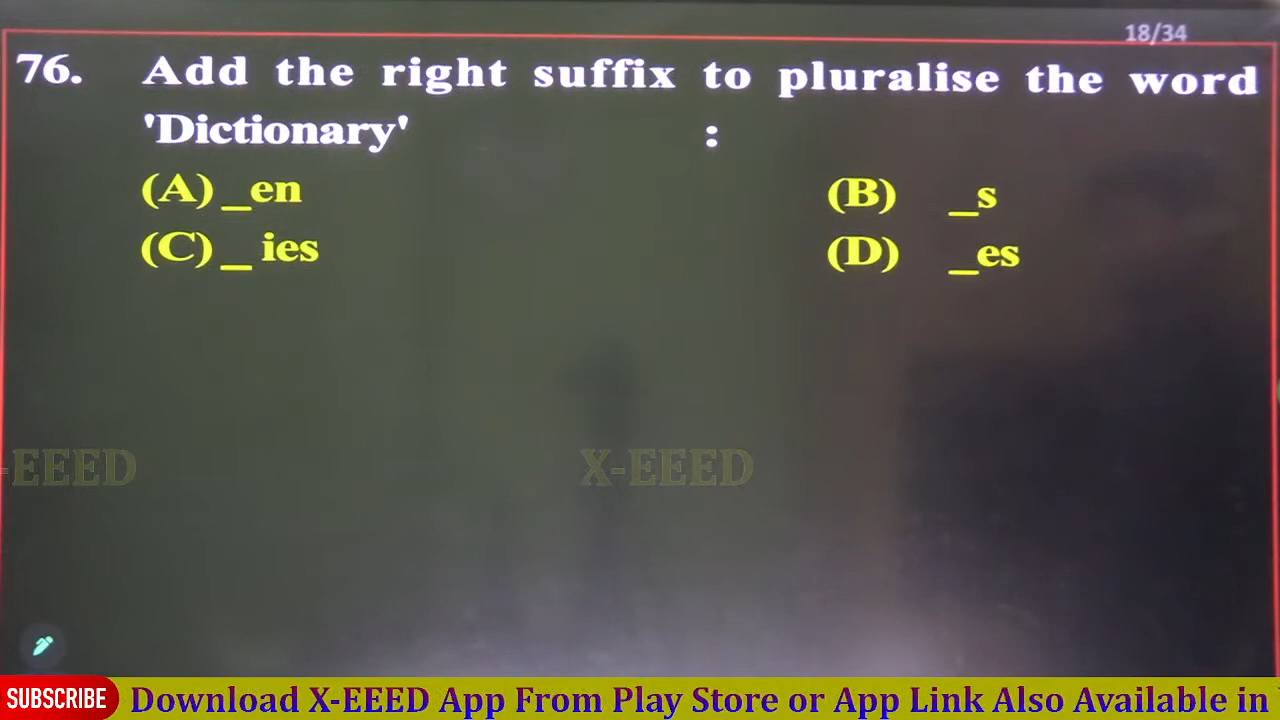 18/34
76. Add the right suffix to pluralise the word
'Dictionary' :
(A) _en (B) _s
(C) _ ies (D) _es
-EEED X-EEED
SUBSCRIBE Download X-EEED App From Play Store or App Link Also Available in